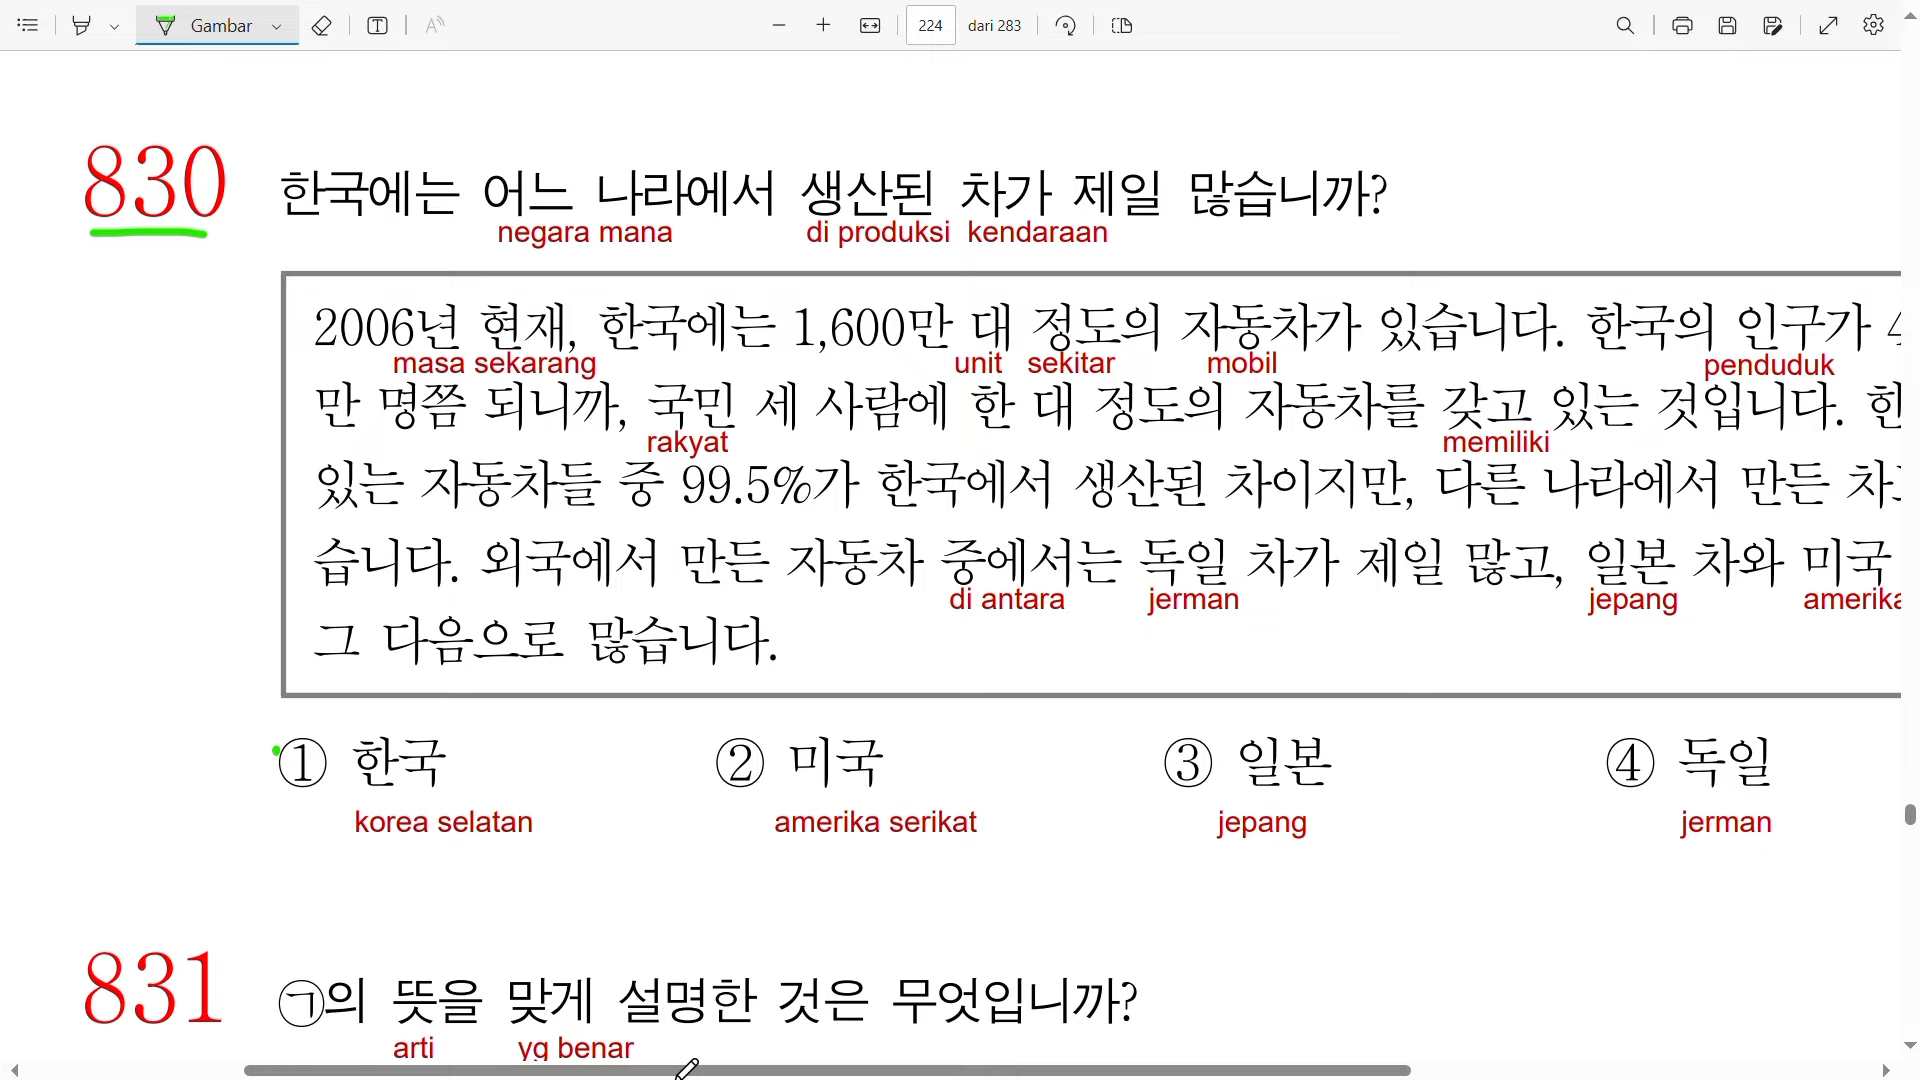 Gambar 224 dari 283
830 한국에는 어느 나라에서 생산된 차가 제일 많습니까?
negara mana di produksi kendaraan
2006년 현재, 한국에는 1,600만 대 정도의 자동차가 있습니다. 한국의 인구가 4
masa sekarang unit sekitar mobil penduduk
만 명쯤 되니까, 국민 세 사람에 한 대 정도의 자동차를 갖고 있는 것입니다. 한
rakyat memiliki
있는 자동차들 중 99.5%가 한국에서 생산된 차이지만, 다른 나라에서 만든 차
습니다. 외국에서 만든 자동차 중에서는 독일 차가 제일 많고, 일본 차와 미국
di antara jerman jepang amerika
그 다음으로 많습니다.
① 한국 ② 미국 ③ 일본 ④ 독일
korea selatan amerika serikat jepang jerman
831 ㉠의 뜻을 맞게 설명한 것은 무엇입니까?
arti yg benar